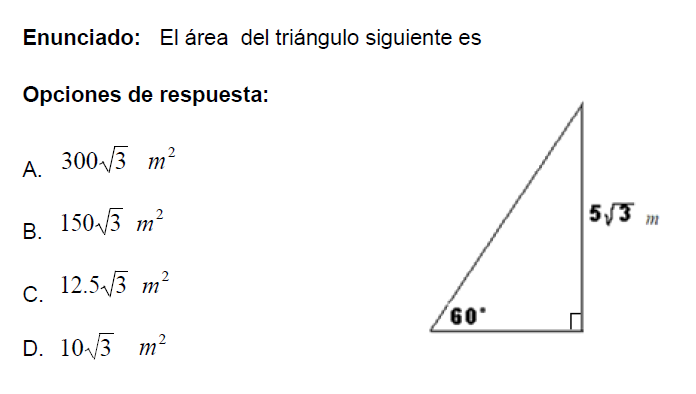 Enunciado: El área del triángulo siguiente es
Opciones de respuesta:
A. 300√3 m²
B. 150√3 m²
C. 12.5√3 m²
D. 10√3 m²
5√3 m
60°